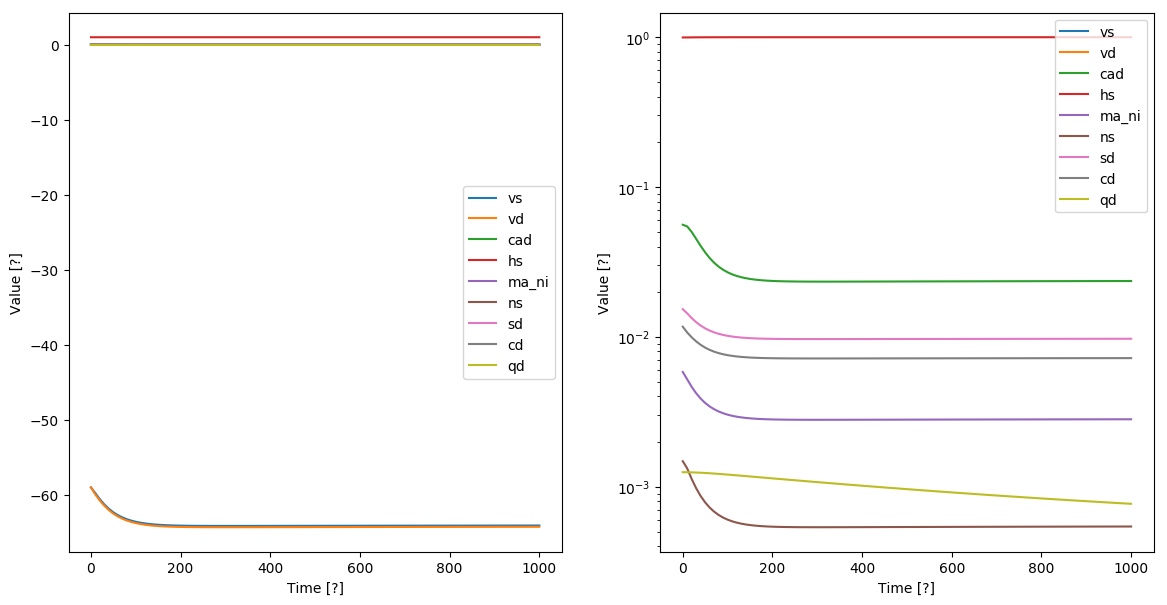 0
−10
−20
−30
−40
−50
−60
Value [?]
0
200
400
600
800
1000
Time [?]
vs
vd
cad
hs
ma_ni
ns
sd
cd
qd
10⁰
10⁻¹
10⁻²
10⁻³
Value [?]
0
200
400
600
800
1000
Time [?]
vs
vd
cad
hs
ma_ni
ns
sd
cd
qd